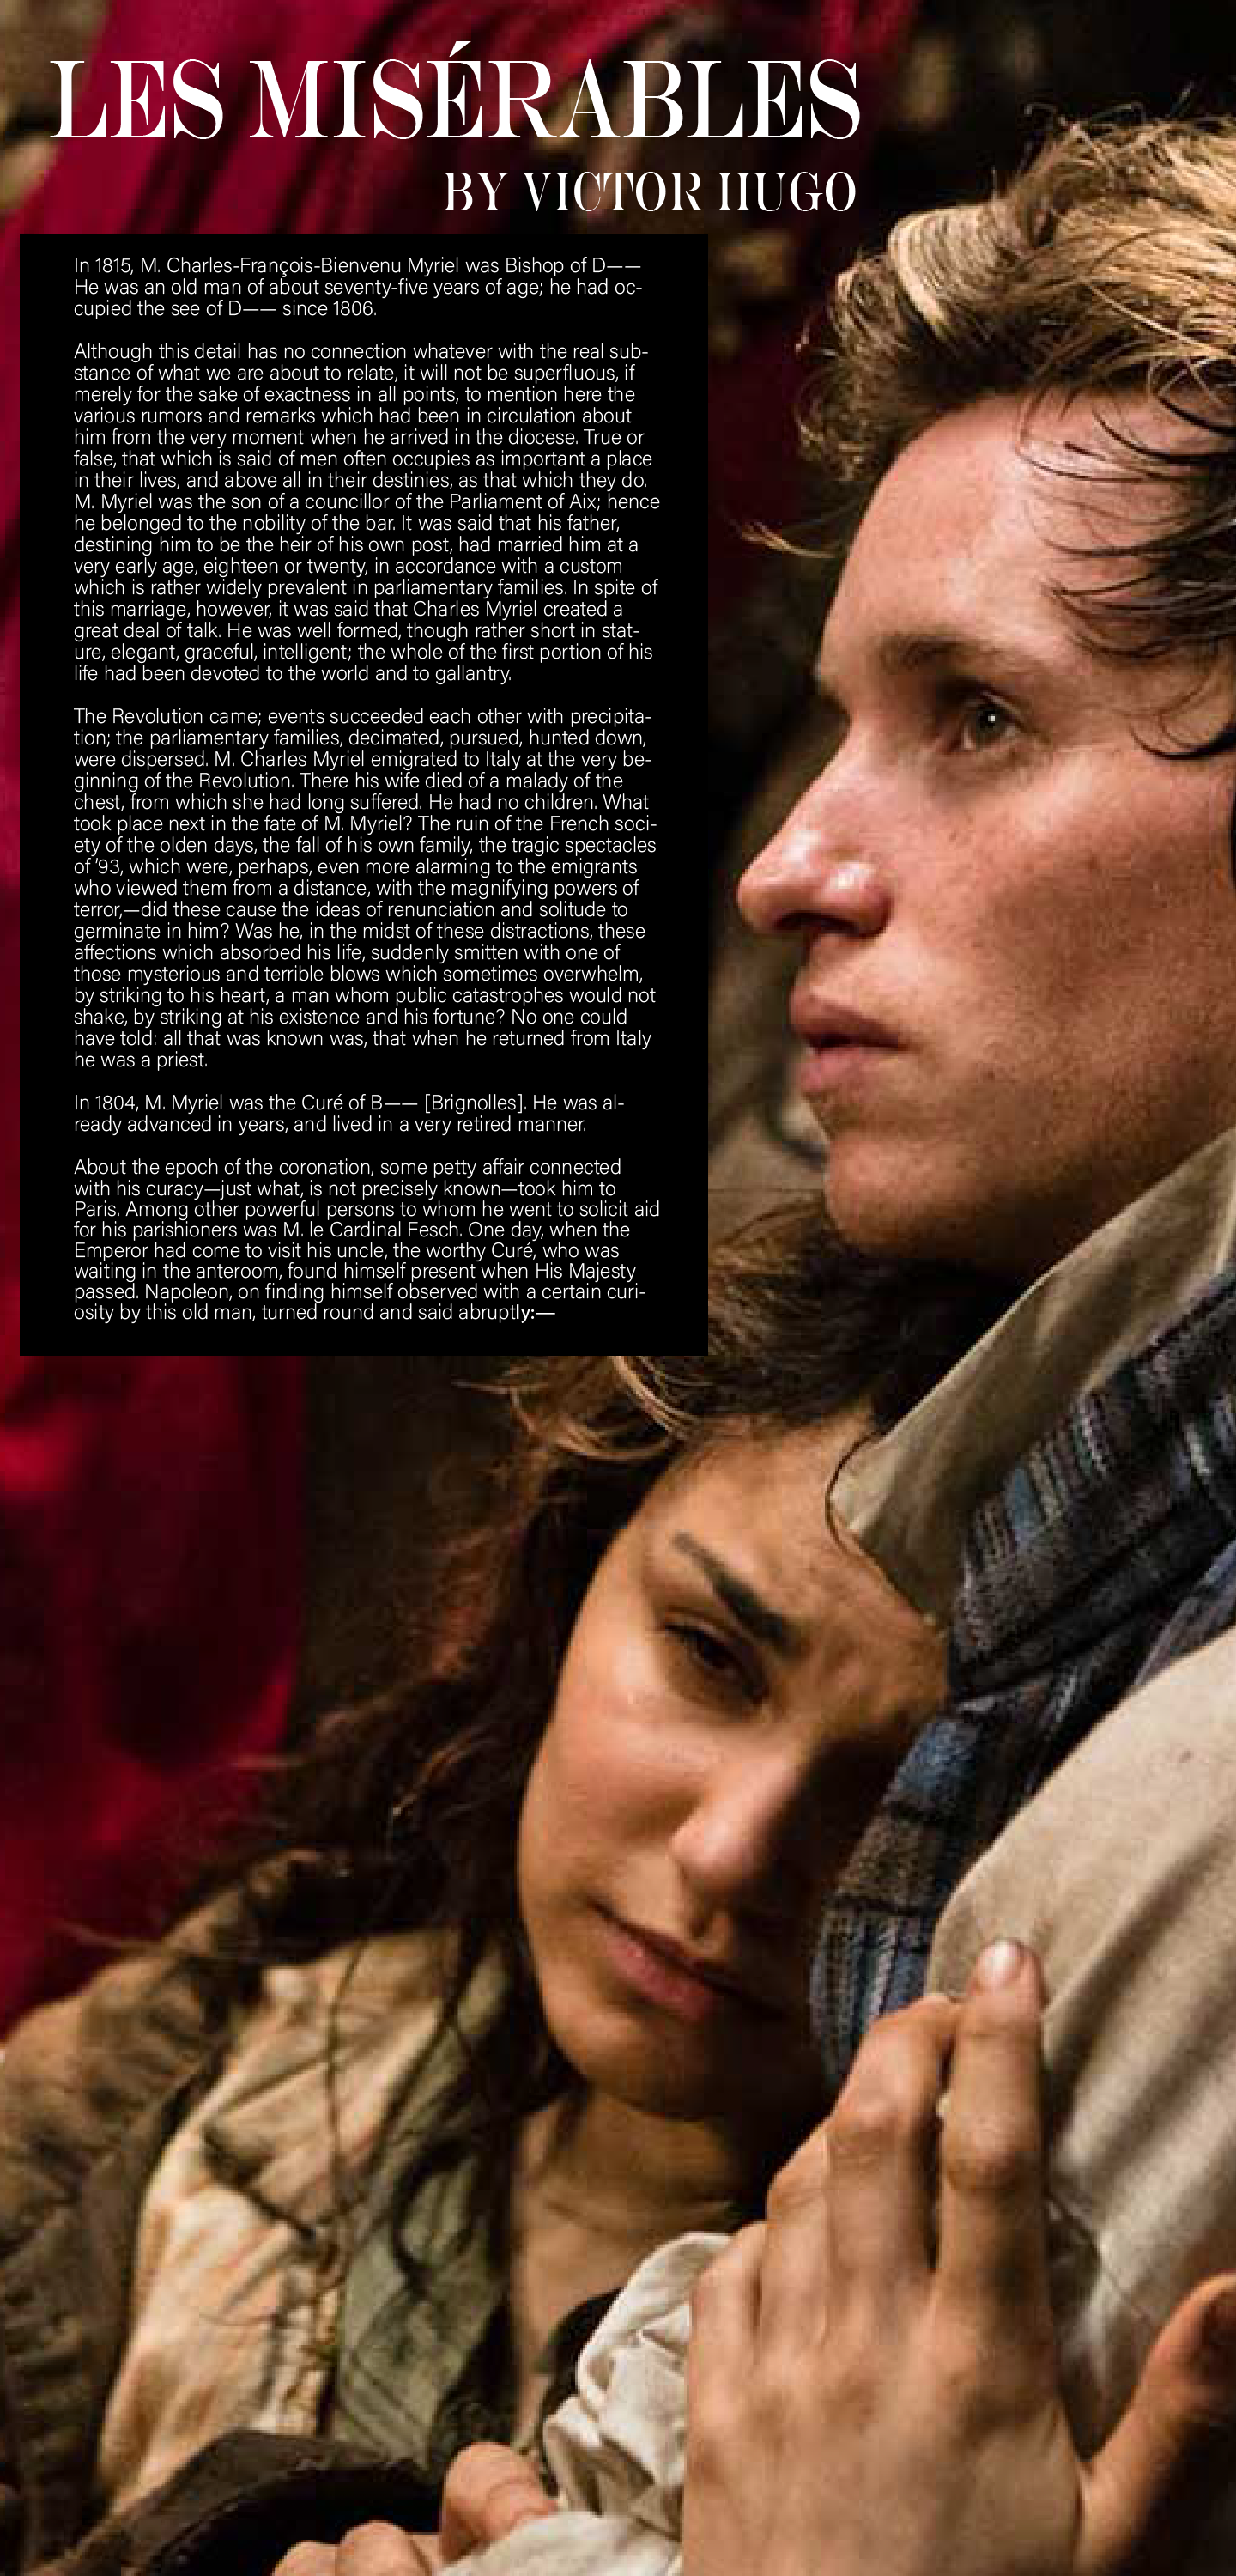 LES MISÉRABLES
BY VICTOR HUGO
In 1815, M. Charles-François-Bienvenu Myriel was Bishop of D——
He was an old man of about seventy-five years of age; he had oc-
cupied the see of D—— since 1806.
Although this detail has no connection whatever with the real sub-
stance of what we are about to relate, it will not be superfluous, if
merely for the sake of exactness in all points, to mention here the
various rumors and remarks which had been in circulation about
him from the very moment when he arrived in the diocese. True or
false, that which is said of men often occupies as important a place
in their lives, and above all in their destinies, as that which they do.
M. Myriel was the son of a councillor of the Parliament of Aix; hence
he belonged to the nobility of the bar. It was said that his father,
destining him to be the heir of his own post, had married him at a
very early age, eighteen or twenty, in accordance with a custom
which is rather widely prevalent in parliamentary families. In spite of
this marriage, however, it was said that Charles Myriel created a
great deal of talk. He was well formed, though rather short in stat-
ure, elegant, graceful, intelligent; the whole of the first portion of his
life had been devoted to the world and to gallantry.
The Revolution came; events succeeded each other with precipita-
tion; the parliamentary families, decimated, pursued, hunted down,
were dispersed. M. Charles Myriel emigrated to Italy at the very be-
ginning of the Revolution. There his wife died of a malady of the
chest, from which she had long suffered. He had no children. What
took place next in the fate of M. Myriel? The ruin of the French soci-
ety of the olden days, the fall of his own family, the tragic spectacles
of ’93, which were, perhaps, even more alarming to the emigrants
who viewed them from a distance, with the magnifying powers of
terror,—did these cause the ideas of renunciation and solitude to
germinate in him? Was he, in the midst of these distractions, these
affections which absorbed his life, suddenly smitten with one of
those mysterious and terrible blows which sometimes overwhelm,
by striking to his heart, a man whom public catastrophes would not
shake, by striking at his existence and his fortune? No one could
have told: all that was known was, that when he returned from Italy
he was a priest.
In 1804, M. Myriel was the Curé of B—— [Brignolles]. He was al-
ready advanced in years, and lived in a very retired manner.
About the epoch of the coronation, some petty affair connected
with his curacy—just what, is not precisely known—took him to
Paris. Among other powerful persons to whom he went to solicit aid
for his parishioners was M. le Cardinal Fesch. One day, when the
Emperor had come to visit his uncle, the worthy Curé, who was
waiting in the anteroom, found himself present when His Majesty
passed. Napoleon, on finding himself observed with a certain curi-
osity by this old man, turned round and said abruptly:—